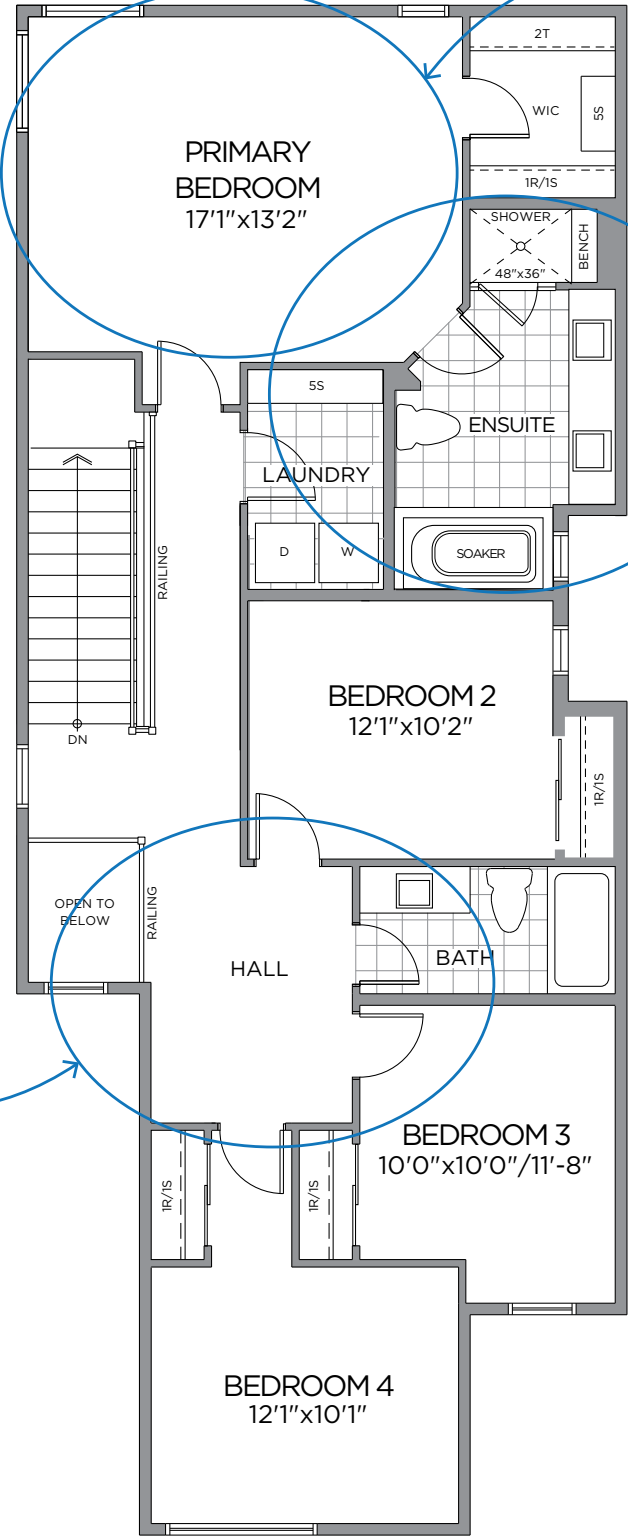 2T
WIC
5S
1R/1S
PRIMARY
BEDROOM
17'1"x13'2"
SHOWER
48"x36"
BENCH
5S
ENSUITE
LAUNDRY
D
W
SOAKER
RAILING
DN
BEDROOM 2
12'1"x10'2"
1R/1S
OPEN TO
BELOW
RAILING
HALL
BATH
BEDROOM 3
10'0"x10'0"/11'-8"
1R/1S
1R/1S
BEDROOM 4
12'1"x10'1"